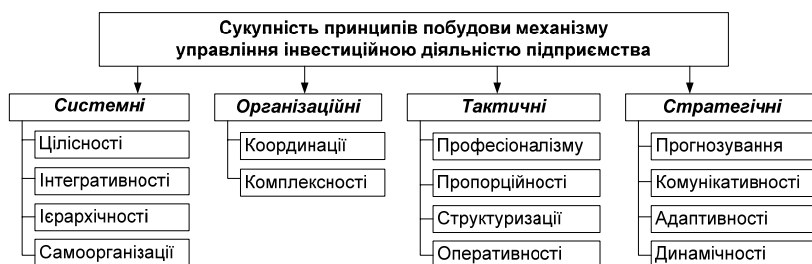 Сукупність принципів побудови механізму
управління інвестиційною діяльністю підприємства
Системні
Цілісності
Інтегративності
Ієрархічності
Самоорганізації
Організаційні
Координації
Комплексності
Тактичні
Професіоналізму
Пропорційності
Структуризації
Оперативності
Стратегічні
Прогнозування
Комунікативності
Адаптивності
Динамічності